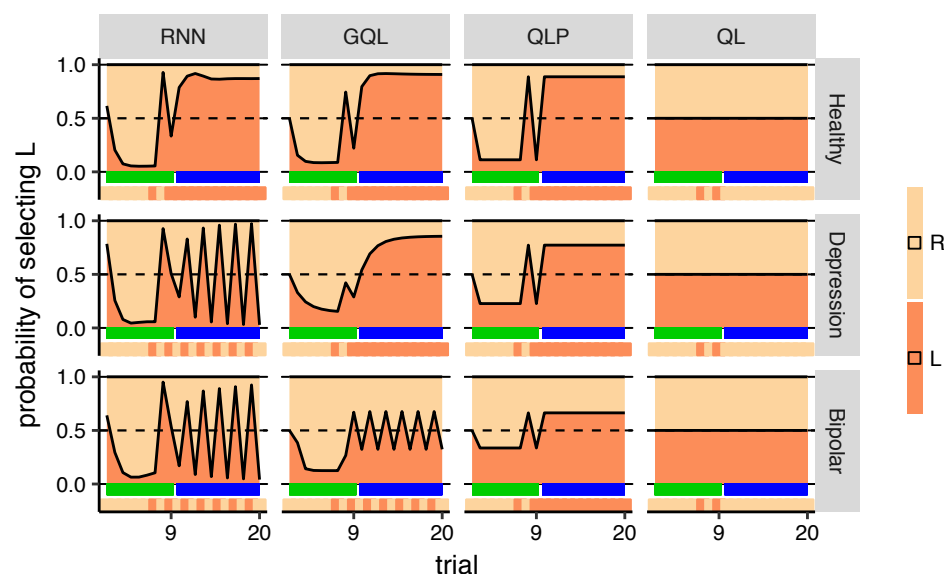 RNN GQL QLP QL
probability of selecting L
1.0
0.5
0.0
Healthy
1.0
0.5
0.0
Depression
1.0
0.5
0.0
Bipolar
9 20 9 20 9 20 9 20
trial
R
L